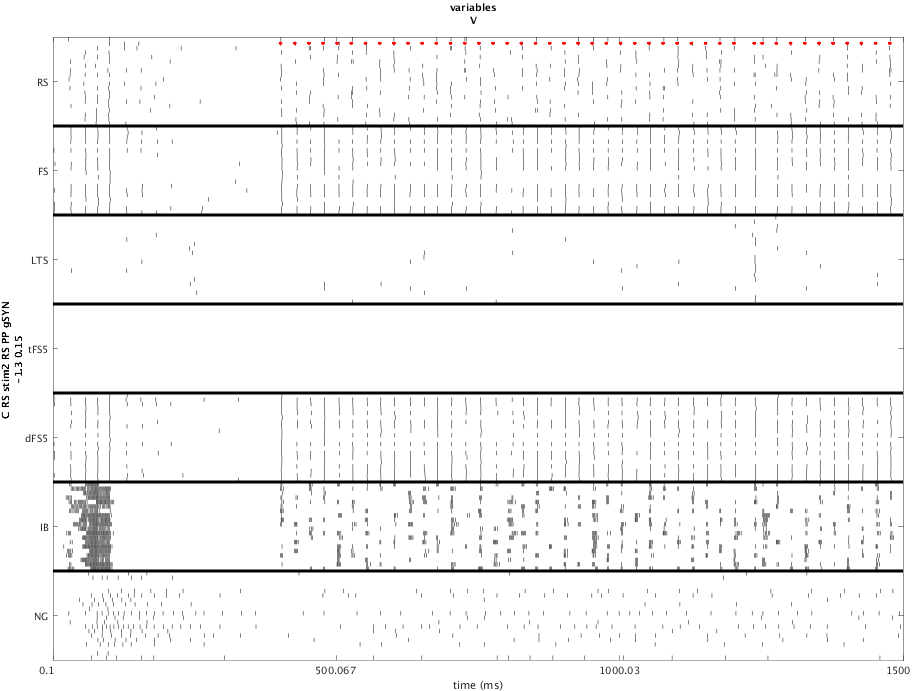 variables
V
RS
FS
LTS
tFS5
dFS5
IB
NG
C RS stim2 RS PP gSYN
-1.3 0.15
0.1
500.067
1000.03
1500
time (ms)